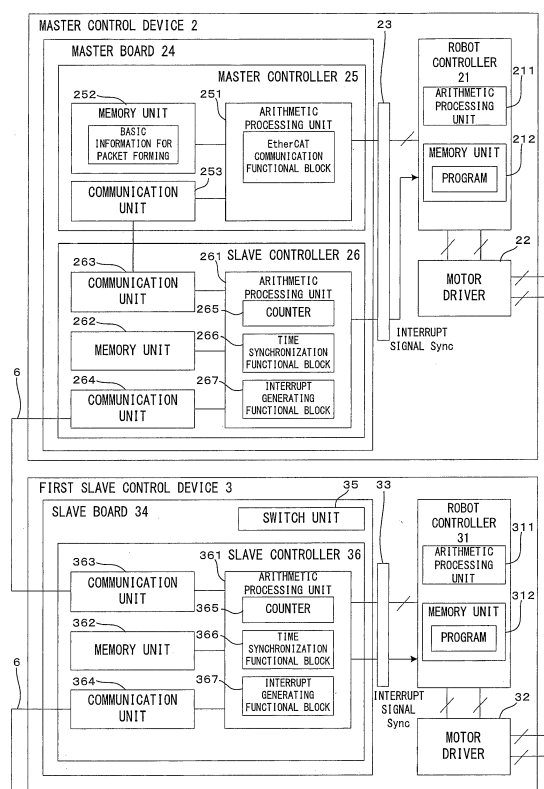 MASTER CONTROL DEVICE 2
MASTER BOARD 24
23
MASTER CONTROLLER 25
252
251
MEMORY UNIT
BASIC
INFORMATION FOR
PACKET FORMING
ARITHMETIC
PROCESSING UNIT
EtherCAT
COMMUNICATION
FUNCTIONAL BLOCK
253
COMMUNICATION
UNIT
ROBOT
CONTROLLER
21
211
ARITHMETIC
PROCESSING
UNIT
212
MEMORY UNIT
PROGRAM
SLAVE CONTROLLER 26
263
261
COMMUNICATION
UNIT
ARITHMETIC
PROCESSING UNIT
265
COUNTER
262
266
MEMORY UNIT
TIME
SYNCHRONIZATION
FUNCTIONAL BLOCK
264
267
COMMUNICATION
UNIT
INTERRUPT
GENERATING
FUNCTIONAL BLOCK
22
MOTOR
DRIVER
INTERRUPT
SIGNAL Sync
6
FIRST SLAVE CONTROL DEVICE 3
SLAVE BOARD 34
35
SWITCH UNIT
33
SLAVE CONTROLLER 36
363
361
COMMUNICATION
UNIT
ARITHMETIC
PROCESSING UNIT
365
COUNTER
362
366
MEMORY UNIT
TIME
SYNCHRONIZATION
FUNCTIONAL BLOCK
364
367
COMMUNICATION
UNIT
INTERRUPT
GENERATING
FUNCTIONAL BLOCK
6
ROBOT
CONTROLLER
31
311
ARITHMETIC
PROCESSING
UNIT
312
MEMORY UNIT
PROGRAM
INTERRUPT
SIGNAL
Sync
32
MOTOR
DRIVER